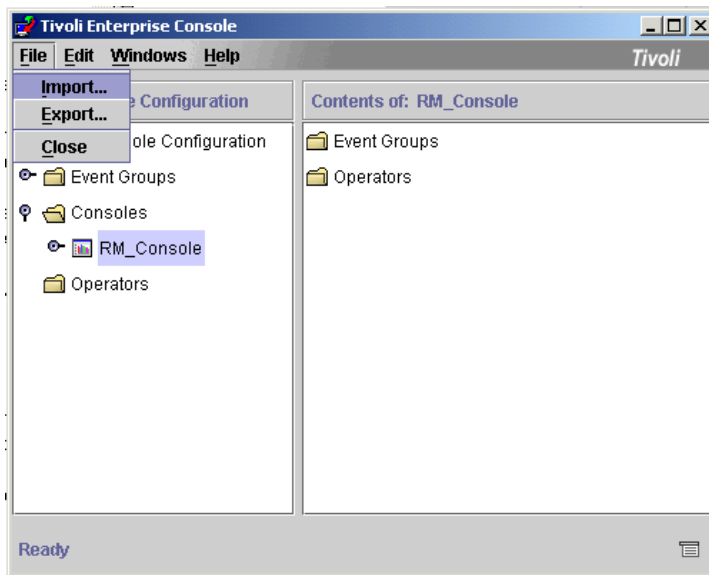 Tivoli Enterprise Console
File Edit Windows Help Tivoli
Import...
Export...
Close
e Configuration
Contents of: RM_Console
ole Configuration
Event Groups
Consoles
RM_Console
Operators
Event Groups
Operators
Ready